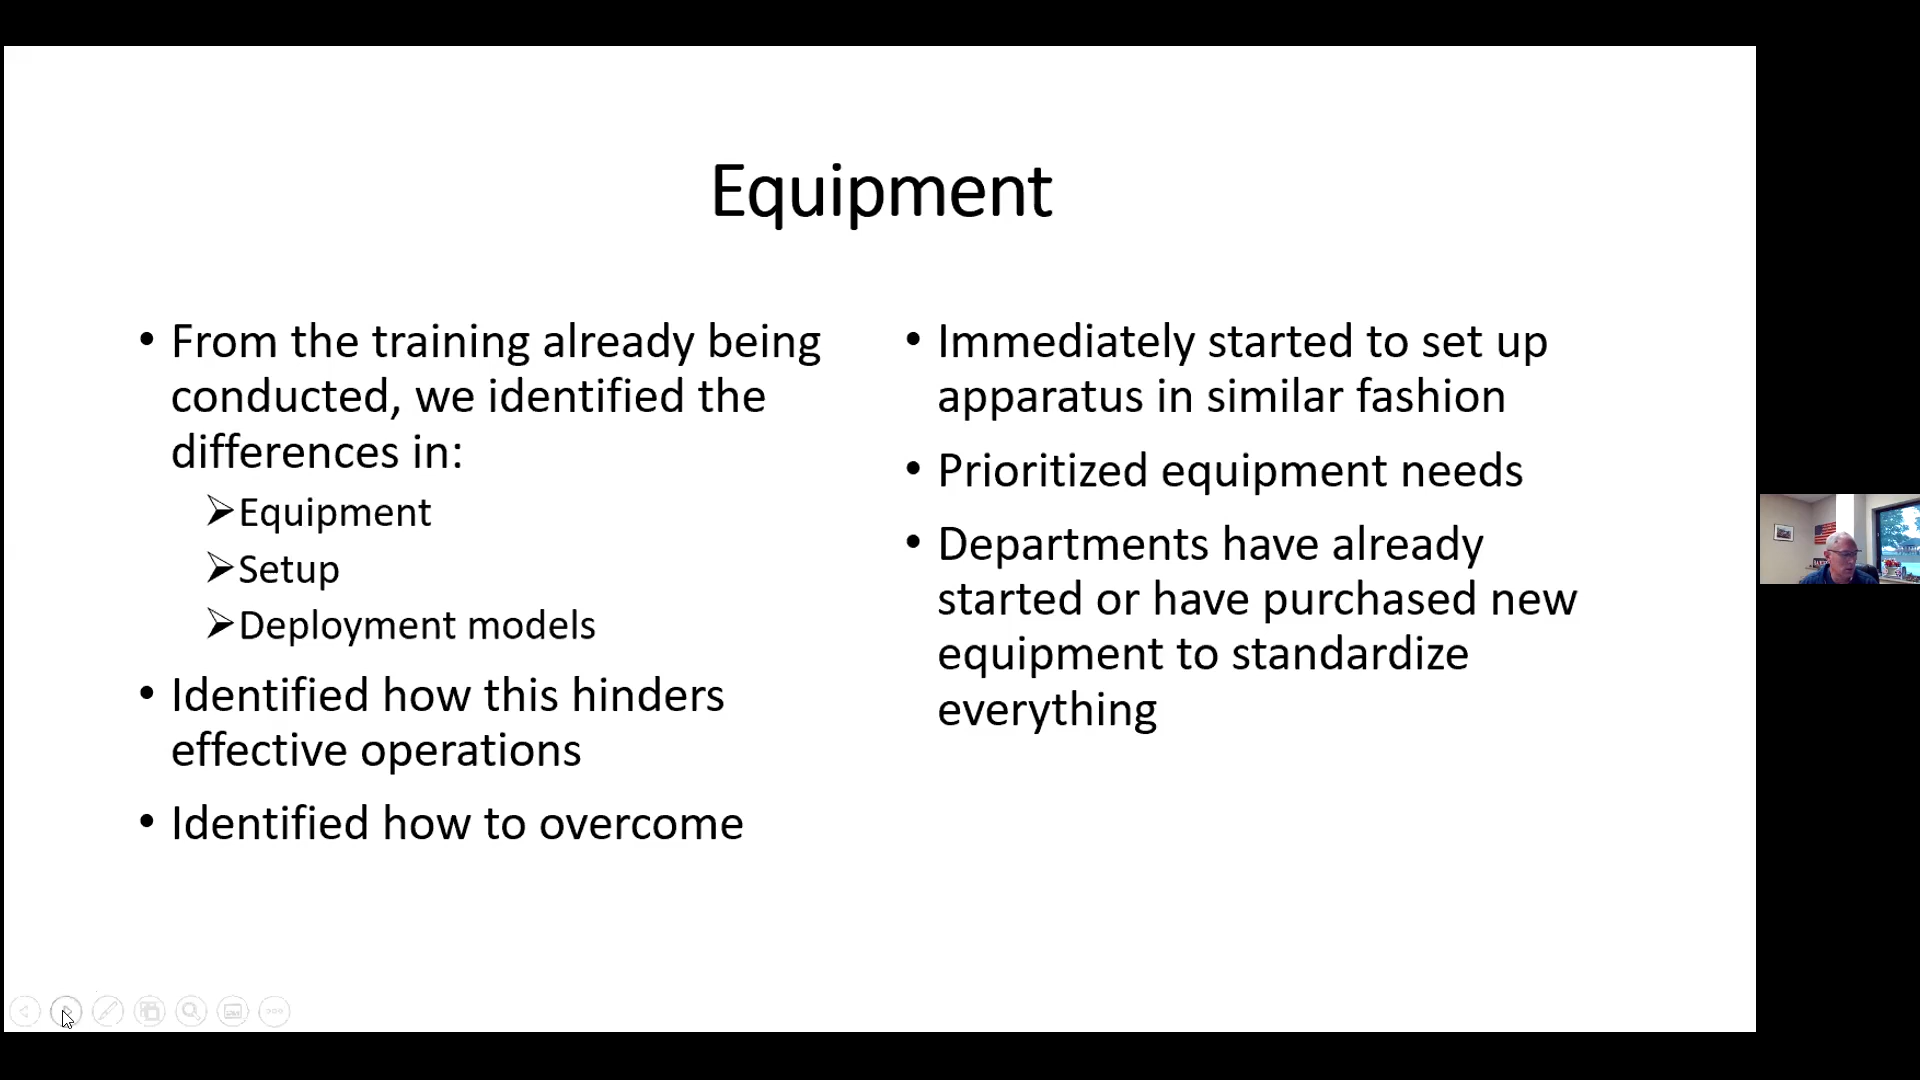 Equipment
• From the training already being
conducted, we identified the
differences in:
➢Equipment
➢Setup
➢Deployment models
• Identified how this hinders
effective operations
• Identified how to overcome
• Immediately started to set up
apparatus in similar fashion
• Prioritized equipment needs
• Departments have already
started or have purchased new
equipment to standardize
everything